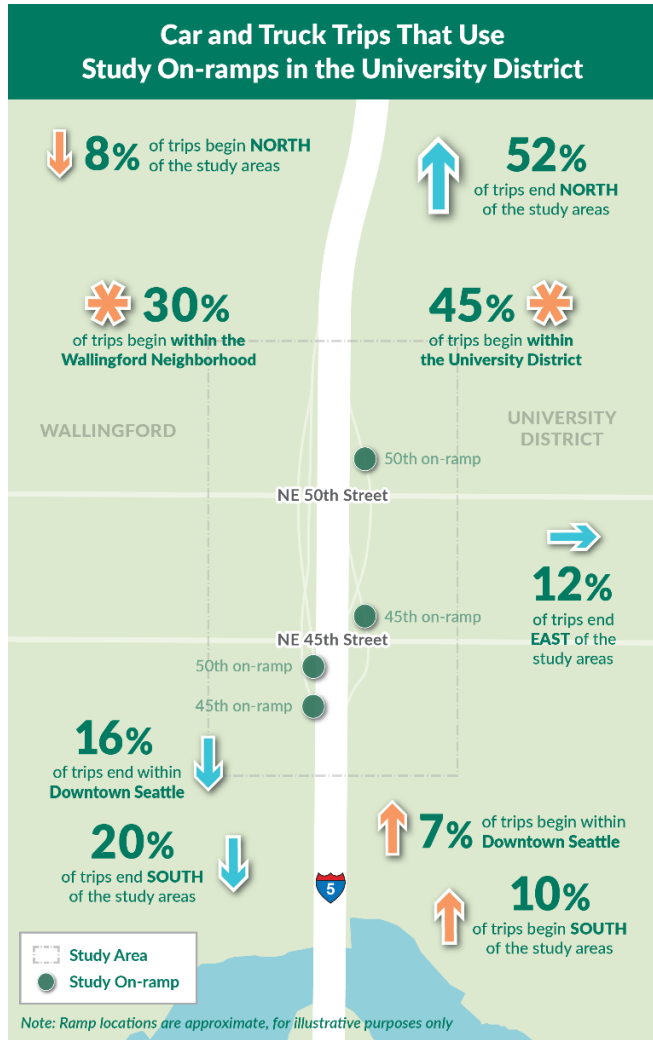 Car and Truck Trips That Use
Study On-ramps in the University District
8% of trips begin NORTH
of the study areas
52%
of trips end NORTH
of the study areas
30%
of trips begin within the
Wallingford Neighborhood
45%
of trips begin within
the University District
WALLINGFORD
UNIVERSITY
DISTRICT
50th on-ramp
NE 50th Street
12%
of trips end
EAST of the
study areas
45th on-ramp
NE 45th Street
50th on-ramp
45th on-ramp
16%
of trips end within
Downtown Seattle
20%
of trips end SOUTH
of the study areas
7% of trips begin within
Downtown Seattle
10%
of trips begin SOUTH
of the study areas
5
Study Area
Study On-ramp
Note: Ramp locations are approximate, for illustrative purposes only